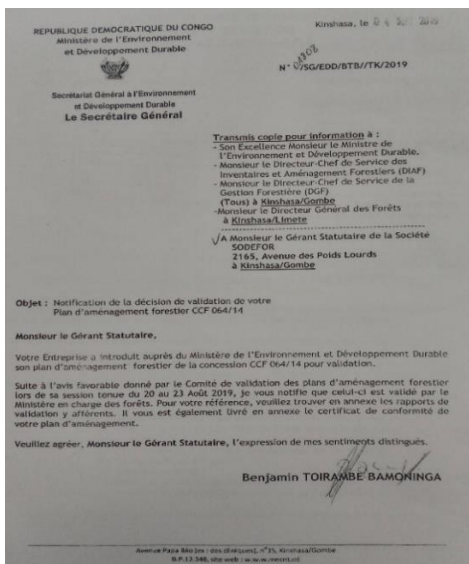 REPUBLIQUE DEMOCRATIQUE DU CONGO
Ministère de l'Environnement
et Développement Durable
Secrétariat Général à l'Environnement
et Développement Durable
Le Secrétaire Général
Kinshasa, le
N° /SG/EDD/BTB//TK/2019
Transmis copie pour information à :
- Son Excellence Monsieur le Ministre de
l'Environnement et Développement Durable.
- Monsieur le Directeur-Chef de Service des
Inventaires et Aménagement Forestiers (DIAF)
- Monsieur le Directeur-Chef de Service de la
Gestion Forestière (DGF)
(Tous) à Kinshasa/Gombe
-Monsieur le Directeur Général des Forêts
à Kinshasa/Limete
A Monsieur le Gérant Statutaire de la Société
SODEFOR
2165, Avenue des Poids Lourds
à Kinshasa/Gombe
Objet : Notification de la décision de validation de votre
Plan d'aménagement forestier CCF 064/14
Monsieur le Gérant Statutaire,
Votre Entreprise a introduit auprès du Ministère de l'Environnement et Développement Durable
son plan d'aménagement forestier de la concession CCF 064/14 pour validation.
Suite à l'avis favorable donné par le Comité de validation des plans d'aménagement forestier
lors de sa session tenue du 20 au 23 Août 2019, je vous notifie que celui-ci est validé par le
Ministère en charge des forêts. Pour votre référence, veuillez trouver en annexe les rapports de
validation y afférents. Il vous est également livré en annexe le certificat de conformité de
votre plan d'aménagement.
Veuillez agréer, Monsieur le Gérant Statutaire, l'expression de mes sentiments distingués.
Benjamin TOIRAMBE BAMONINGA
Avenue Papa n°35, Kinshasa/Gombe
B.P.12.348, site web :